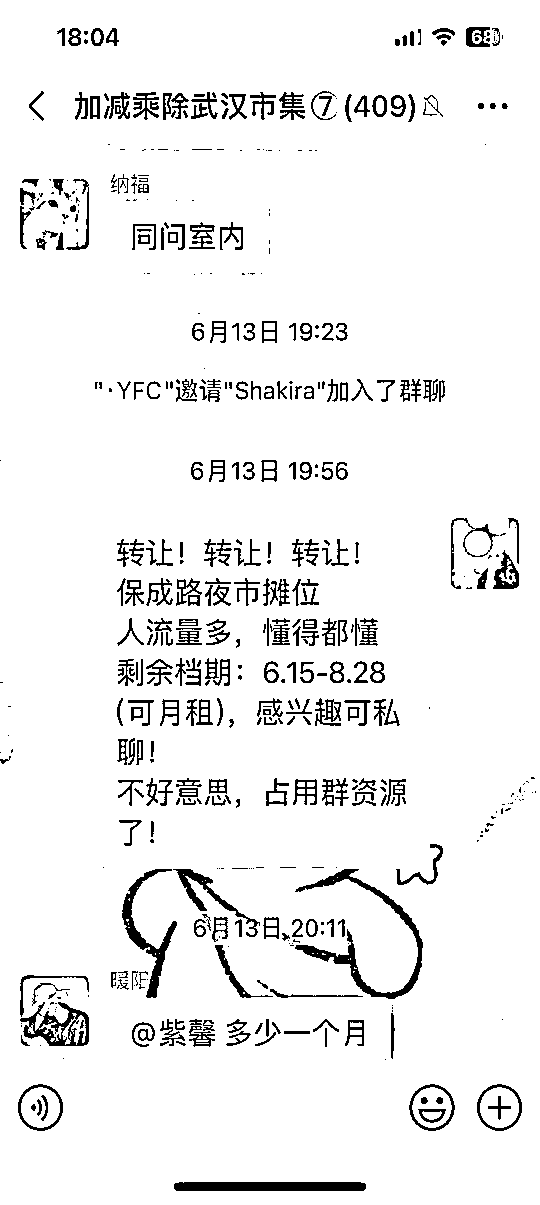 18:04
加减乘除武汉市集⑦(409)
纳福
同问室内
6月13日 19:23
"·YFC"邀请"Shakira"加入了群聊
6月13日 19:56
转让！转让！转让！
保成路夜市摊位
人流量多，懂得都懂
剩余档期：6.15-8.28
(可月租)，感兴趣可私
聊！
不好意思，占用群资源
了！
6月13日 20:11
暖阳
@紫馨 多少一个月